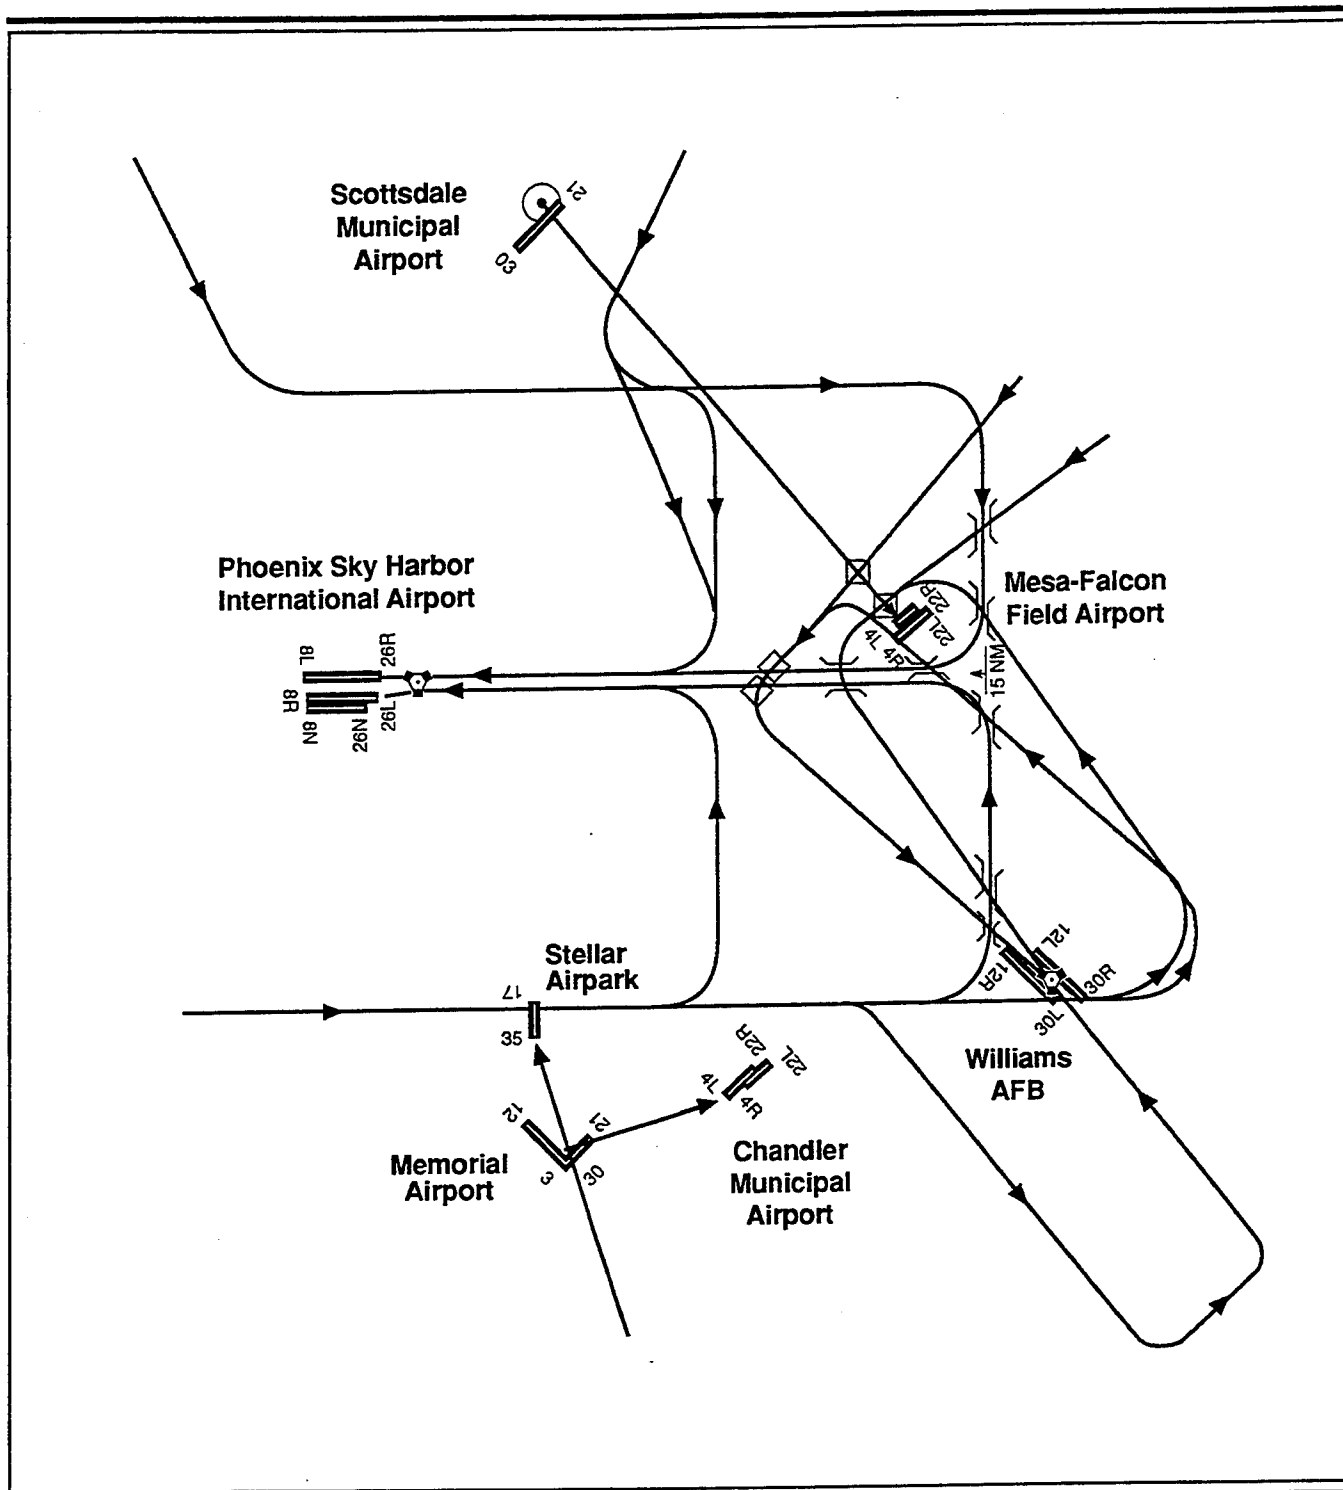 Scottsdale
Municipal
Airport
21
03
Phoenix Sky Harbor
International Airport
Mesa-Falcon
Field Airport
22R
22L
4L
4R
8L
26R
8R
26L
8N
26N
15 NM
Stellar
Airpark
17
35
12L
12R
30R
30L
Williams
AFB
22R
22L
4L
4R
12
21
3
30
Memorial
Airport
Chandler
Municipal
Airport